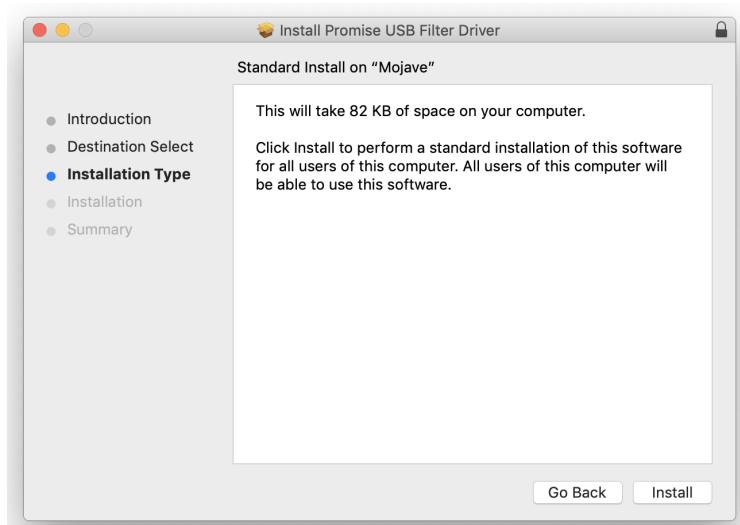 Install Promise USB Filter Driver
Standard Install on “Mojave”
Introduction
Destination Select
Installation Type
Installation
Summary
This will take 82 KB of space on your computer.
Click Install to perform a standard installation of this software
for all users of this computer. All users of this computer will
be able to use this software.
Go Back
Install